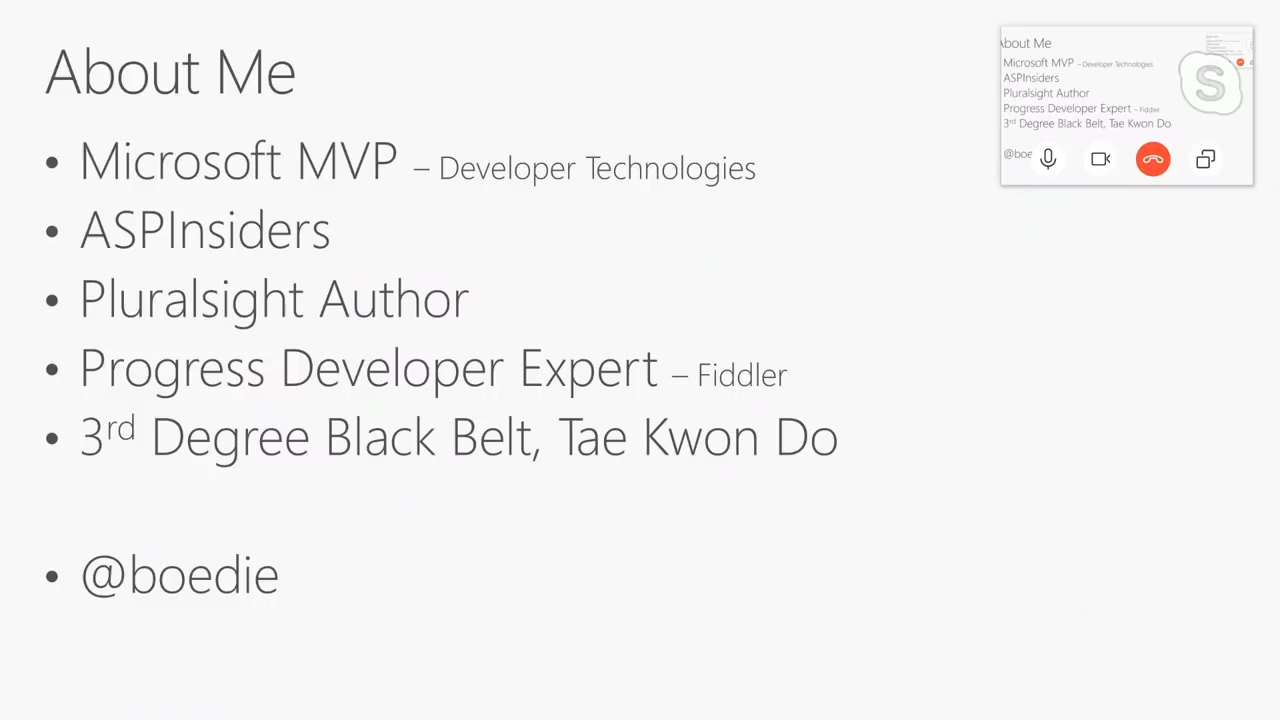 About Me
• Microsoft MVP – Developer Technologies
• ASPInsiders
• Pluralsight Author
• Progress Developer Expert – Fiddler
• 3rd Degree Black Belt, Tae Kwon Do
• @boedie
About Me
Microsoft MVP – Developer Technologies
ASPInsiders
Pluralsight Author
Progress Developer Expert – Fiddler
3rd Degree Black Belt, Tae Kwon Do
@boe
S